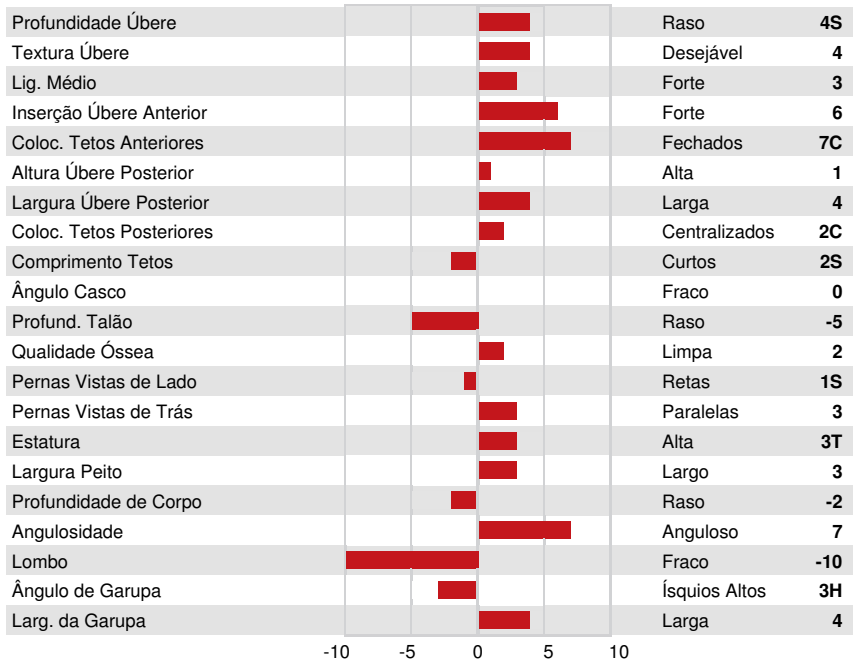 Profundidade Úbere Raso 4S
Textura Úbere Desejável 4
Lig. Médio Forte 3
Inserção Úbere Anterior Forte 6
Coloc. Tetos Anteriores Fechados 7C
Altura Úbere Posterior Alta 1
Largura Úbere Posterior Larga 4
Coloc. Tetos Posteriores Centralizados 2C
Comprimento Tetos Curtos 2S
Ângulo Casco Fraco 0
Profund. Talão Raso -5
Qualidade Óssea Limpa 2
Pernas Vistas de Lado Retas 1S
Pernas Vistas de Trás Paralelas 3
Estatura Alta 3T
Largura Peito Largo 3
Profundidade de Corpo Raso -2
Angulosidade Anguloso 7
Lombo Fraco -10
Ângulo de Garupa Ísquios Altos 3H
Larg. da Garupa Larga 4
-10 -5 0 5 10